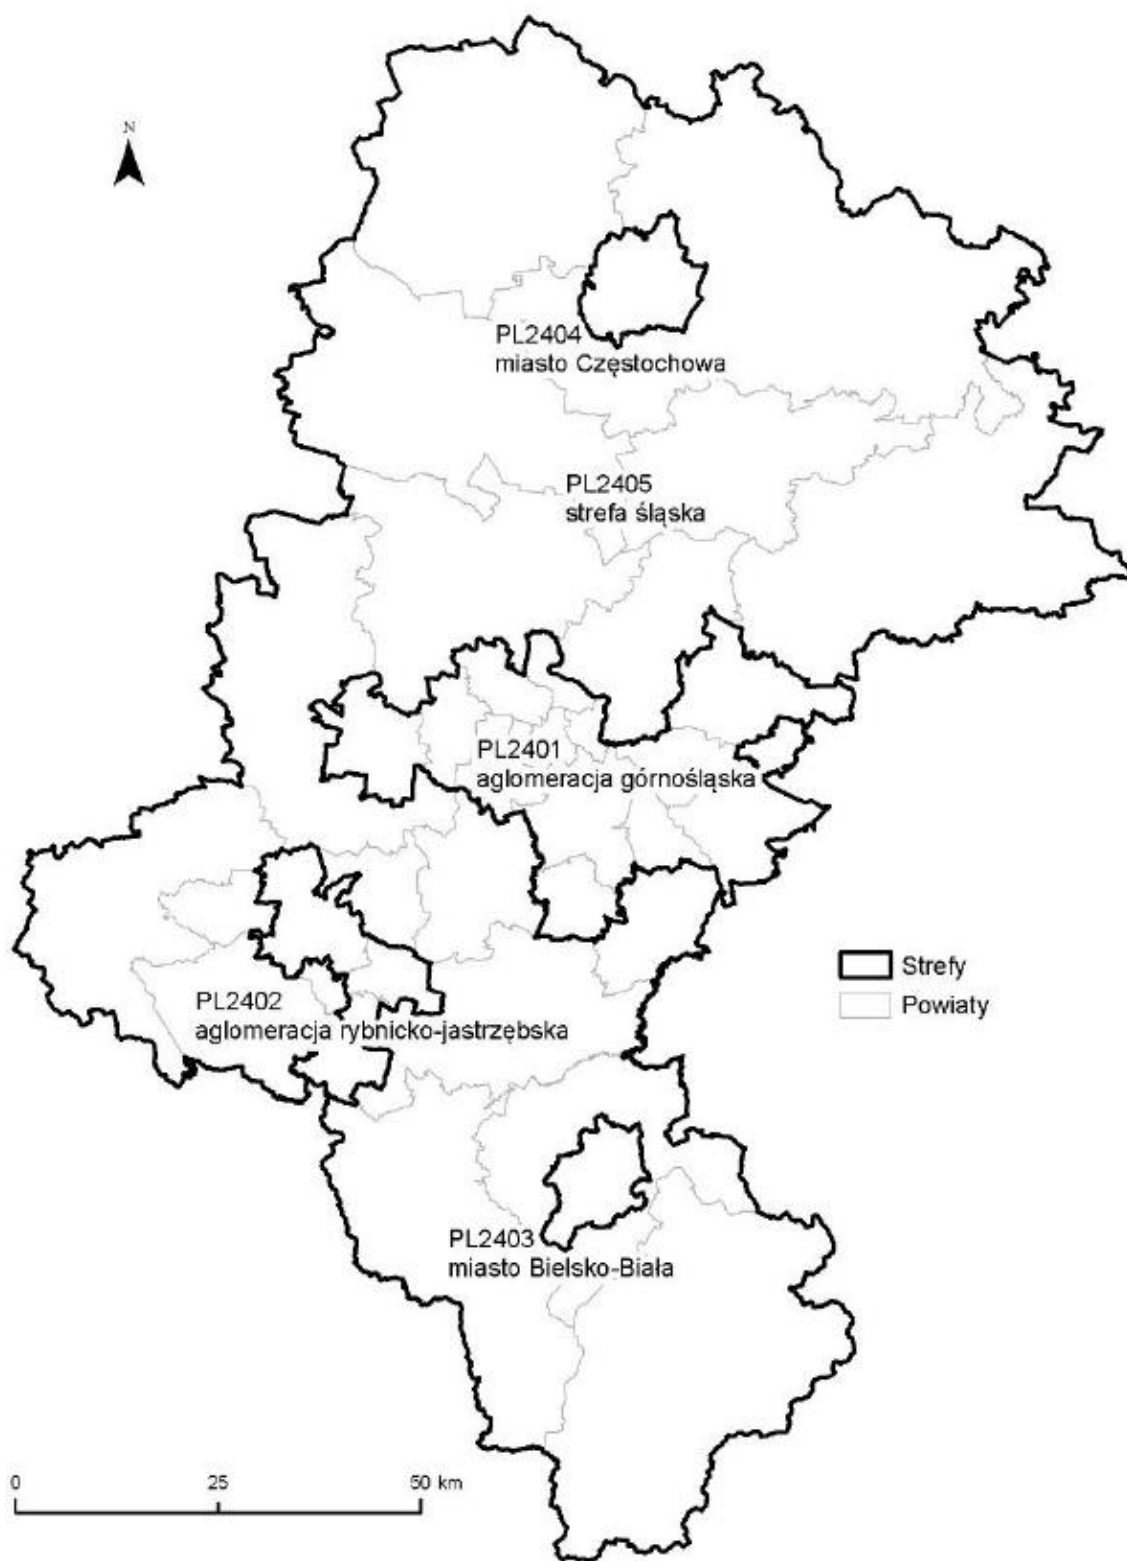 N
PL2404
miasto Częstochowa
PL2405
strefa śląska
PL2401
aglomeracja górnośląska
Strefy
Powiaty
PL2402
aglomeracja rybnicko-jastrzębska
PL2403
miasto Bielsko-Biała
0 25 50 km